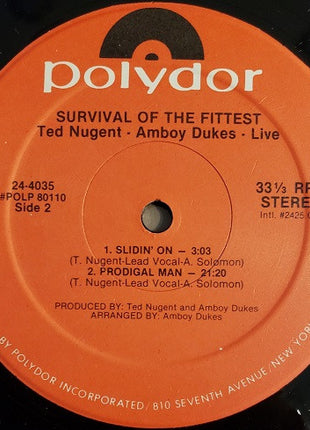 polydor
SURVIVAL OF THE FITTEST
Ted Nugent - Amboy Dukes - Live
24-4035
#POLP 80110
Side 2
33⅓ RP
STERE
Intl. #2425
1. SLIDIN' ON — 3:03
(T. Nugent-Lead Vocal-A. Solomon)
2. PRODIGAL MAN — 21:20
(T. Nugent-Lead Vocal-A. Solomon)
PRODUCED BY: Ted Nugent and Amboy Dukes
ARRANGED BY: Amboy Dukes
BY POLYDOR INCORPORATED/810 SEVENTH AVENUE/NEW YORK